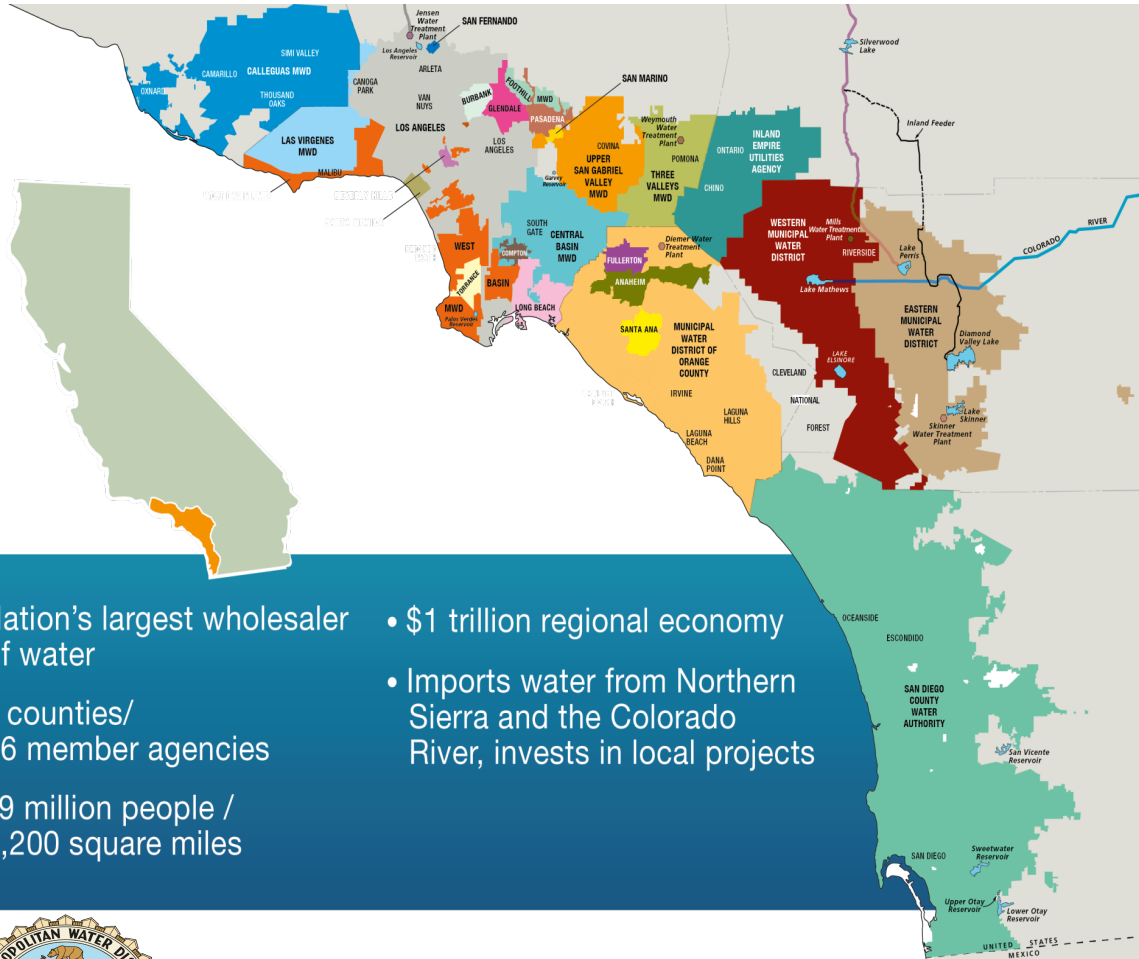 Jensen
Water
Treatment
Plant
SAN FERNANDO
Los Angeles
Reservoir
SIMI VALLEY
CAMARILLO
CALLEGUAS MWD
OXNARD
THOUSAND
OAKS
CANOGA
PARK
ARLETA
VAN
NUYS
LOS ANGELES
LOS
ANGELES
BURBANK
GLENDALE
FOOTHILL
MWD
PASADENA
SAN MARINO
LAS VIRGENES
MWD
MALIBU
Garvey
Reservoir
COVINA
UPPER
SAN GABRIEL
VALLEY
MWD
Weymouth
Water
Treatment
Plant
POMONA
THREE
VALLEYS
MWD
INLAND
EMPIRE
UTILITIES
AGENCY
ONTARIO
CHINO
Silverwood
Lake
Inland Feeder
SOUTH
GATE
CENTRAL
BASIN
MWD
COMPTON
WEST
BASIN
MWD
TORRANCE
Palos Verdes
Reservoir
LONG BEACH
FULLERTON
Diemer Water
Treatment
Plant
ANAHEIM
SANTA ANA
MUNICIPAL
WATER
DISTRICT OF
ORANGE
COUNTY
IRVINE
LAGUNA
HILLS
LAGUNA
BEACH
DANA
POINT
WESTERN
MUNICIPAL
WATER
DISTRICT
Mills
Water Treatment
Plant
RIVERSIDE
Lake
Perris
Lake Mathews
COLORADO
RIVER
EASTERN
MUNICIPAL
WATER
DISTRICT
Diamond
Valley Lake
LAKE
ELSINORE
CLEVELAND
NATIONAL
FOREST
Lake
Skinner
Skinner
Water Treatment
Plant
OCEANSIDE
ESCONDIDO
SAN DIEGO
COUNTY
WATER
AUTHORITY
San Vicente
Reservoir
SAN DIEGO
Sweetwater
Reservoir
Upper Otay
Reservoir
Lower Otay
Reservoir
UNITED STATES
MEXICO
ation's largest wholesaler
f water
counties/
6 member agencies
9 million people /
,200 square miles
• $1 trillion regional economy
• Imports water from Northern
Sierra and the Colorado
River, invests in local projects
OPOLITAN WATER DIS